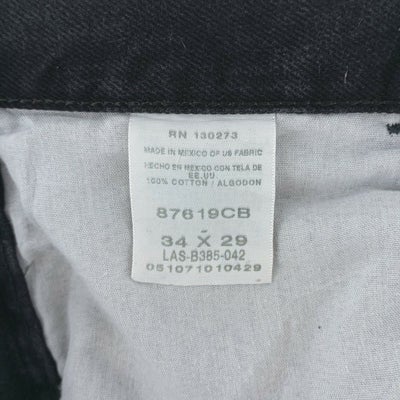 RN 130273
MADE IN MEXICO OF US FABRIC
HECHO EN MEXICO CON TELA DE
EE.UU.
100% COTTON / ALGODON
87619CB
-
34 X 29
LAS-B385-042
051071010429